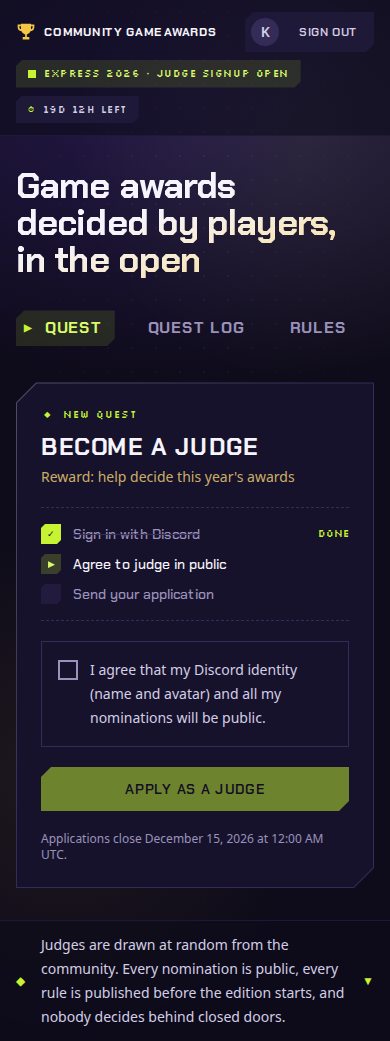 COMMUNITY GAME AWARDS
K
SIGN OUT
EXPRESS 2026 · JUDGE SIGNUP OPEN
19D 12H LEFT
Game awards
decided by players,
in the open
QUEST
QUEST LOG
RULES
NEW QUEST
BECOME A JUDGE
Reward: help decide this year's awards
Sign in with Discord
DONE
Agree to judge in public
Send your application
I agree that my Discord identity
(name and avatar) and all my
nominations will be public.
APPLY AS A JUDGE
Applications close December 15, 2026 at 12:00 AM
UTC.
Judges are drawn at random from the
community. Every nomination is public, every
rule is published before the edition starts, and
nobody decides behind closed doors.